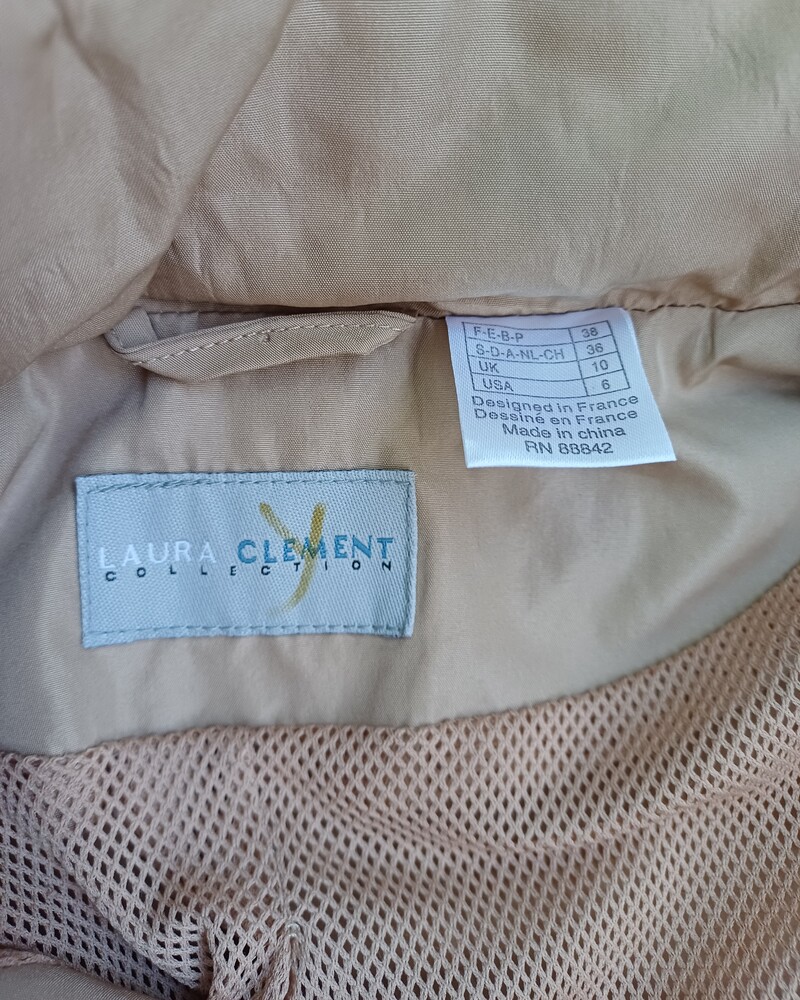 F-E-B-P 38
S-D-A-NL-CH 36
UK 10
USA 6
Designed in France
Dessiné en France
Made in china
RN 88842
LAURA CLEMENT
COLLECTION